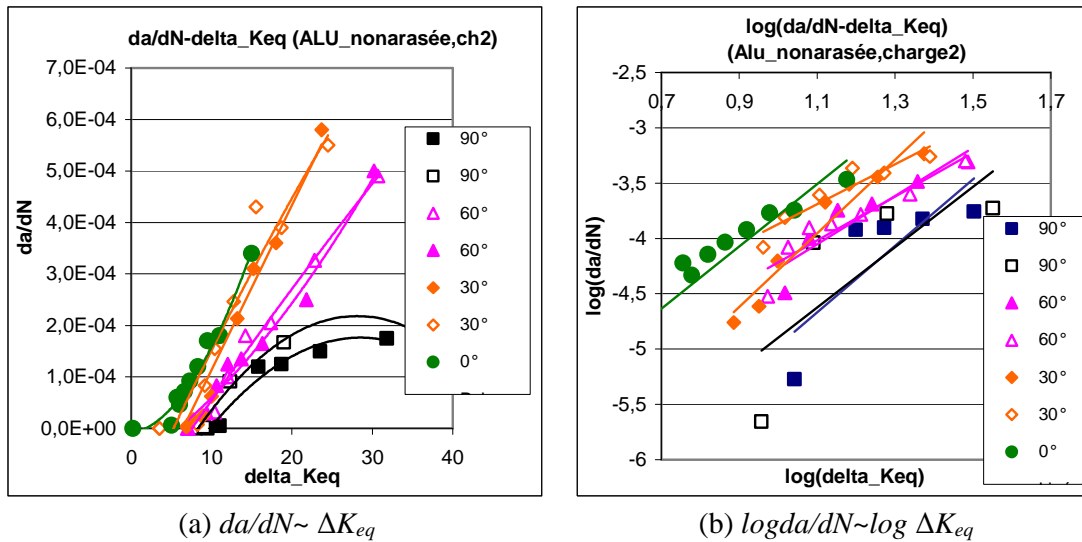 da/dN-delta_Keq (ALU_nonarasée,ch2)
7,0E-04
6,0E-04
5,0E-04
4,0E-04
3,0E-04
2,0E-04
1,0E-04
0,0E+00
da/dN
0
10
20
30
40
delta_Keq
90°
90°
60°
60°
30°
30°
0°
(a) da/dN~ ΔKeq
log(da/dN-delta_Keq)
(Alu_nonarasée,charge2)
-2,5
-3
-3,5
-4
-4,5
-5
-5,5
-6
log(da/dN)
0,7
0,9
1,1
1,3
1,5
1,7
log(delta_Keq)
90°
90°
60°
60°
30°
30°
0°
(b) logda/dN~log ΔKeq